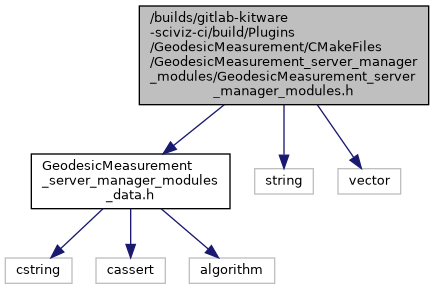 /builds/gitlab-kitware
-sciviz-ci/build/Plugins
/GeodesicMeasurement/CMakeFiles
/GeodesicMeasurement_server_manager
_modules/GeodesicMeasurement_server
_manager_modules.h
GeodesicMeasurement
_server_manager_modules
_data.h
string
vector
cstring
cassert
algorithm